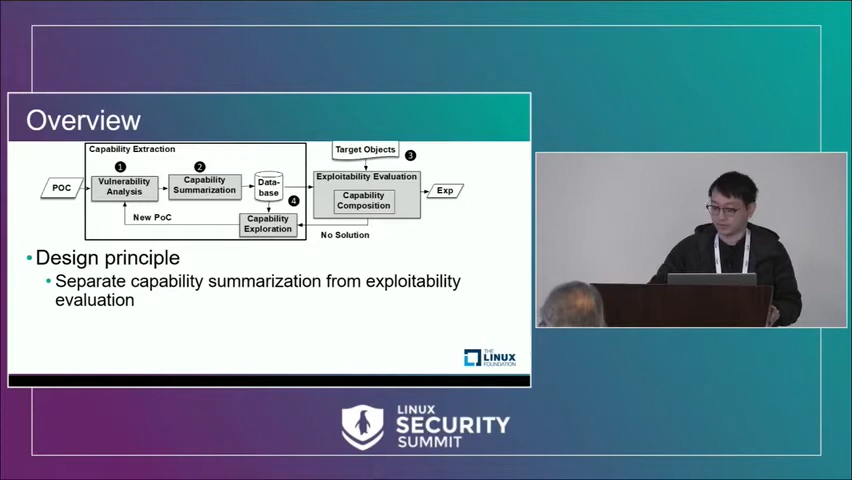 Overview
Capability Extraction
Target Objects
1
2
3
POC
Vulnerability
Analysis
Capability
Summarization
Data-
base
4
Exploitability Evaluation
Capability
Composition
Exp
New PoC
Capability
Exploration
No Solution
•Design principle
• Separate capability summarization from exploitability
evaluation
THE
LINUX
FOUNDATION
LINUX
SECURITY
SUMMIT